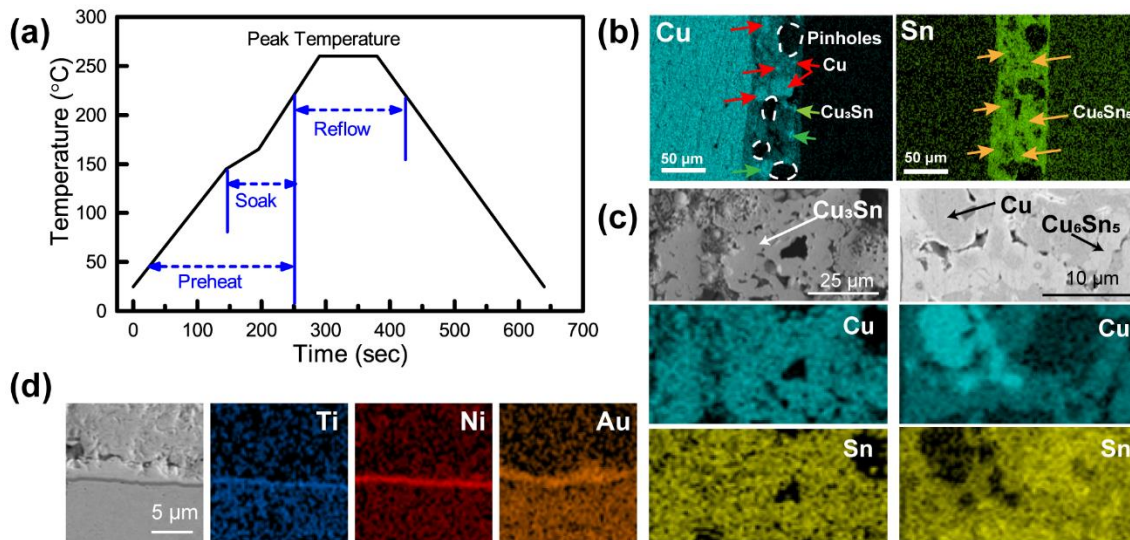 (a)
300
250
200
150
100
50
0
Temperature (°C)
Peak Temperature
Reflow
Soak
Preheat
0 100 200 300 400 500 600 700
Time (sec)
(b)
Cu
Pinholes
Cu
Cu₃Sn
50 µm
Sn
Cu₆Sn₅
50 µm
(c)
Cu₃Sn
25 µm
Cu
Cu₆Sn₅
10 µm
Cu
Cu
Sn
Sn
(d)
5 µm
Ti
Ni
Au